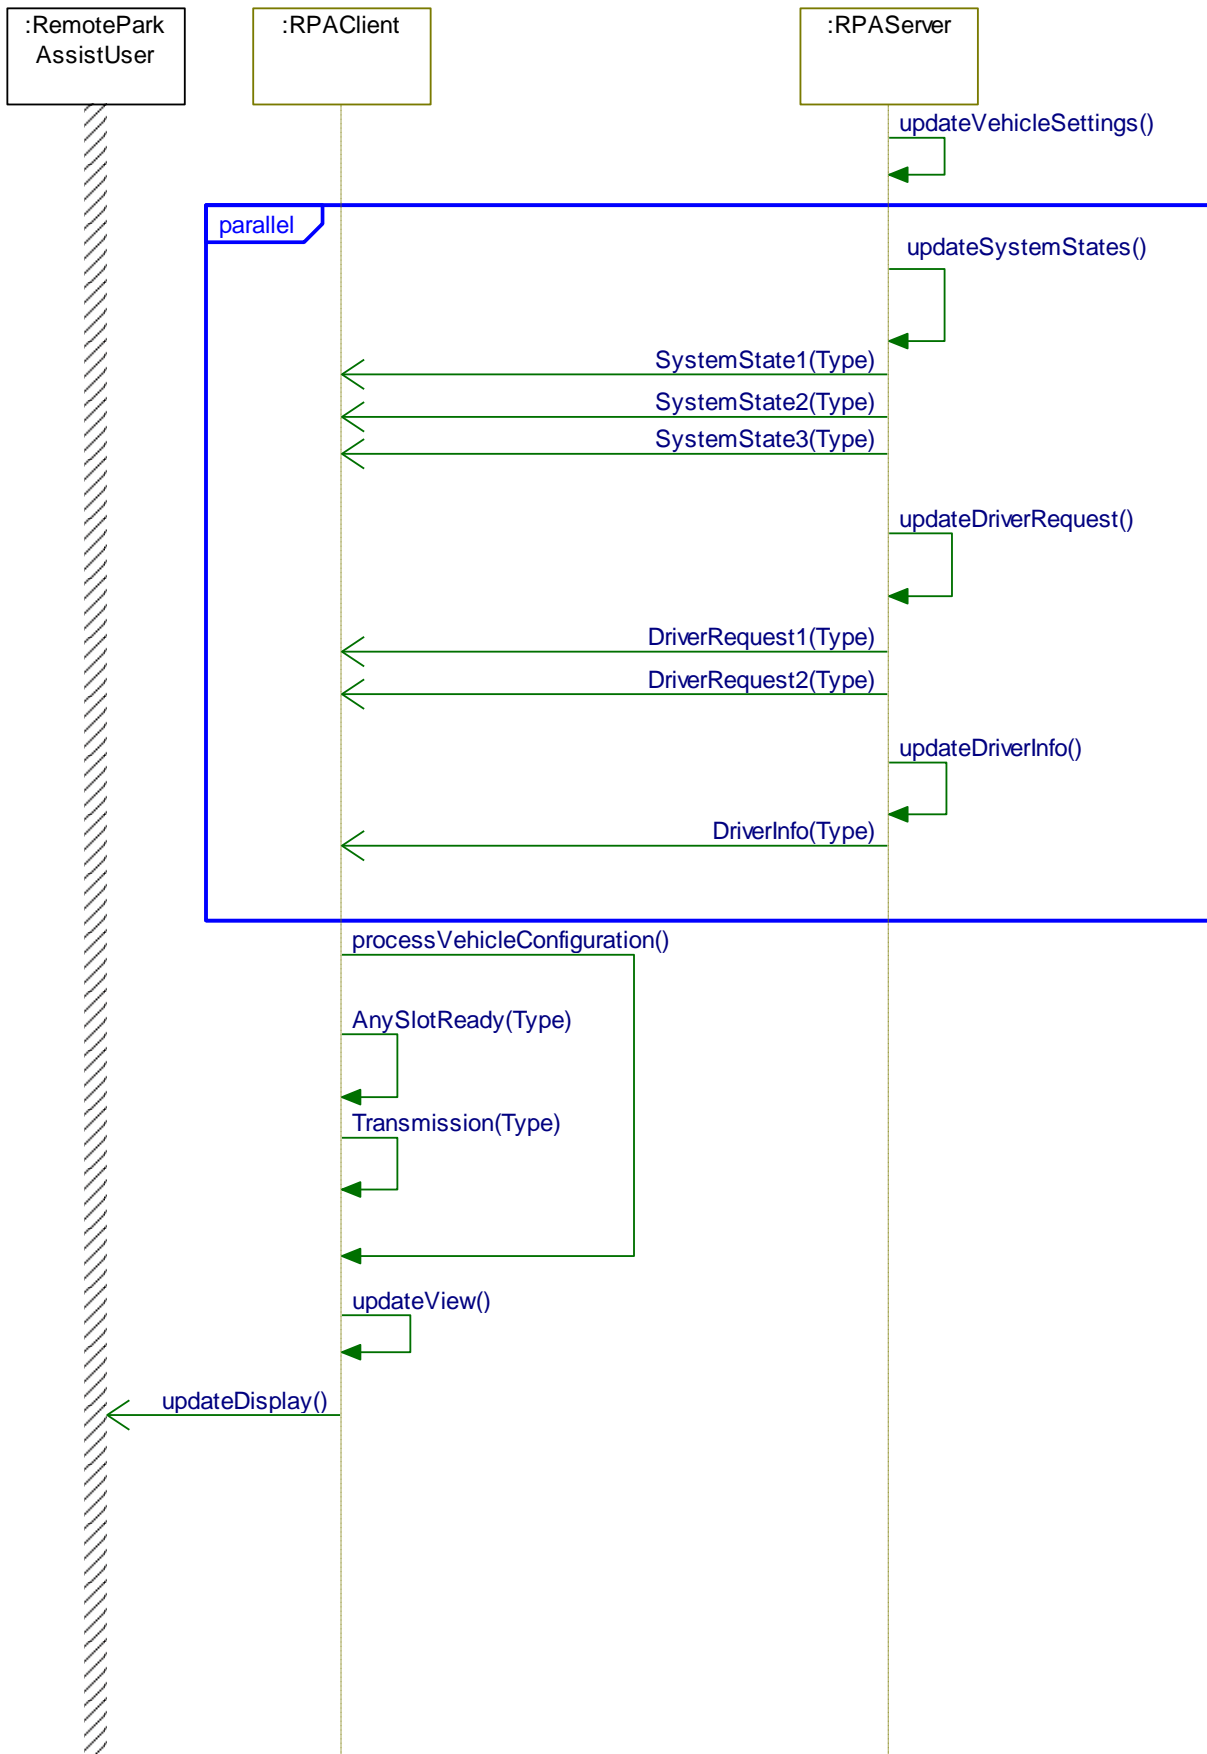 :RemotePark
AssistUser
:RPAClient
:RPAServer
updateVehicleSettings()
parallel
updateSystemStates()
SystemState1(Type)
SystemState2(Type)
SystemState3(Type)
updateDriverRequest()
DriverRequest1(Type)
DriverRequest2(Type)
updateDriverInfo()
DriverInfo(Type)
processVehicleConfiguration()
AnySlotReady(Type)
Transmission(Type)
updateView()
updateDisplay()